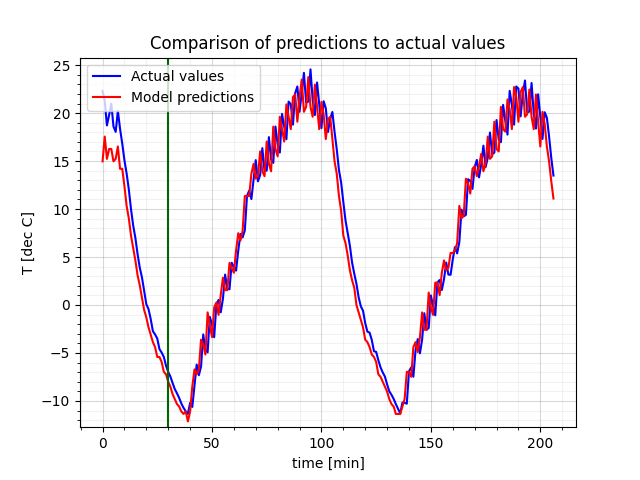 Comparison of predictions to actual values
Actual values
Model predictions
T [dec C]
25
20
15
10
5
0
−5
−10
0
50
100
150
200
time [min]